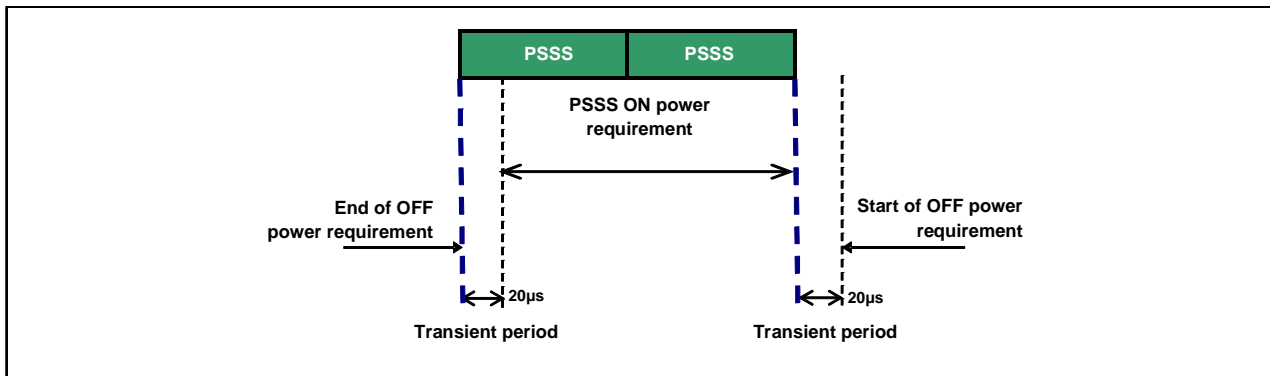 PSSS PSSS
PSSS ON power
requirement
End of OFF
power requirement
Start of OFF power
requirement
20µs
20µs
Transient period
Transient period